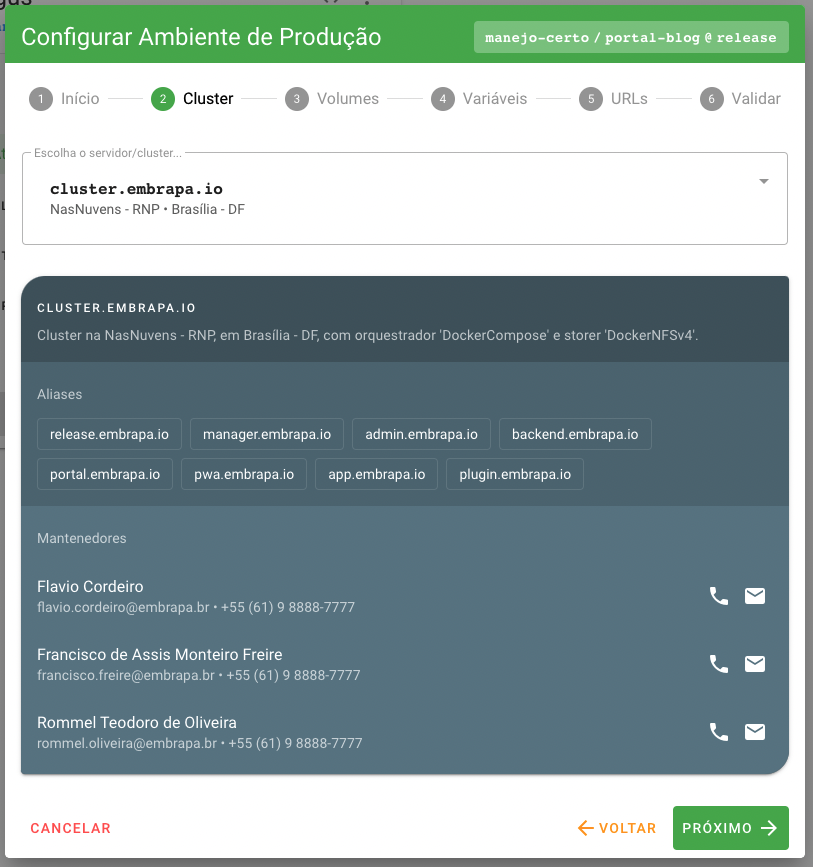 Configurar Ambiente de Produção
manejo-certo / portal-blog @ release
1 Início 2 Cluster 3 Volumes 4 Variáveis 5 URLs 6 Validar
Escolha o servidor/cluster...
cluster.embrapa.io
NasNuvens - RNP • Brasília - DF
CLUSTER.EMBRAPA.IO
Cluster na NasNuvens - RNP, em Brasília - DF, com orquestrador 'DockerCompose' e storer 'DockerNFSv4'.
Aliases
release.embrapa.io manager.embrapa.io admin.embrapa.io backend.embrapa.io
portal.embrapa.io pwa.embrapa.io app.embrapa.io plugin.embrapa.io
Mantenedores
Flavio Cordeiro
flavio.cordeiro@embrapa.br • +55 (61) 9 8888-7777
Francisco de Assis Monteiro Freire
francisco.freire@embrapa.br • +55 (61) 9 8888-7777
Rommel Teodoro de Oliveira
rommel.oliveira@embrapa.br • +55 (61) 9 8888-7777
CANCELAR VOLTAR PRÓXIMO